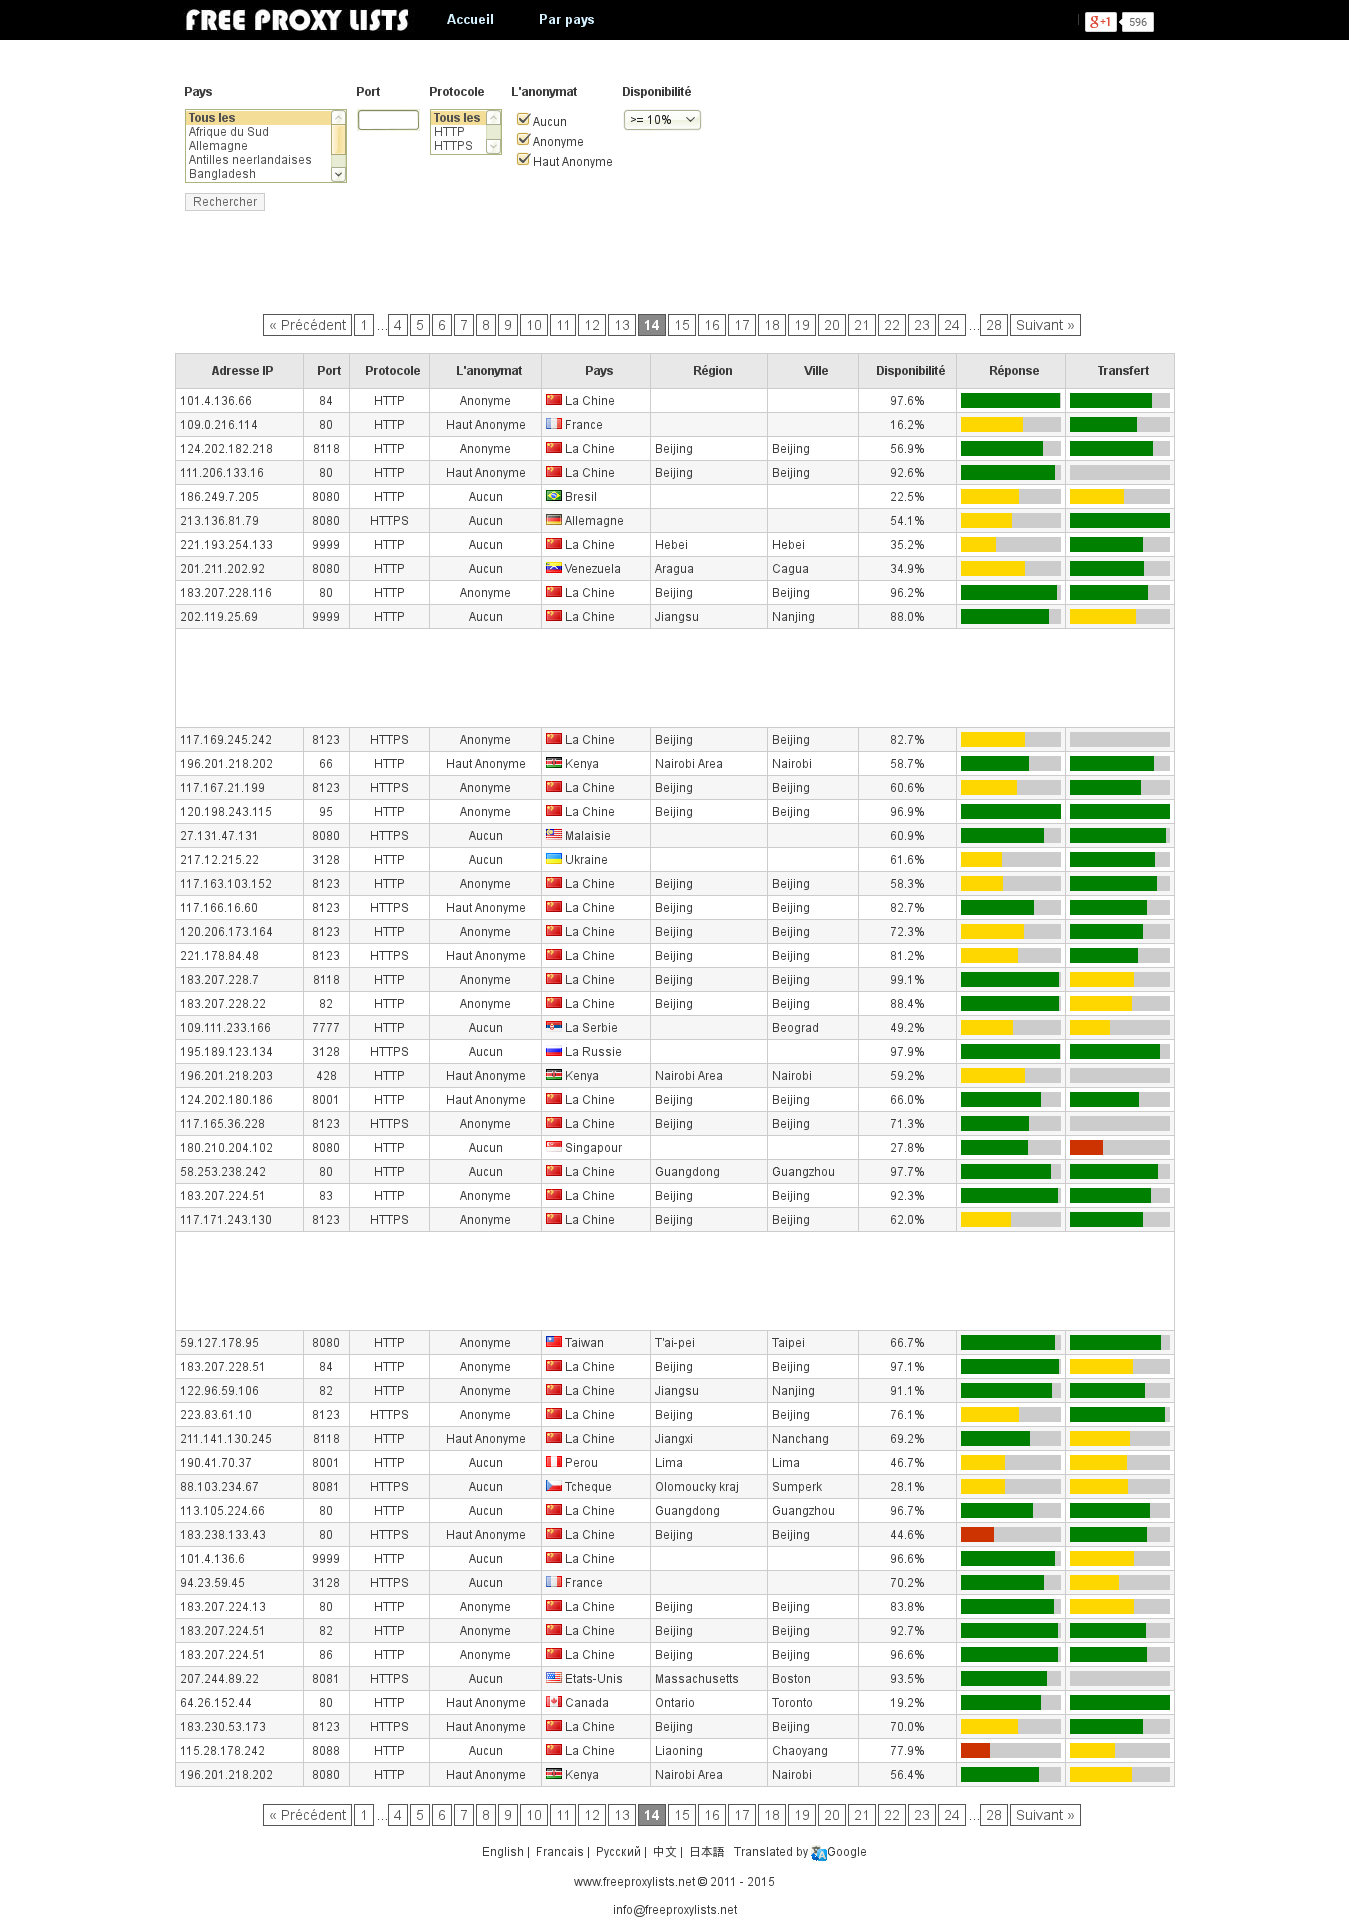 FREE PROXY LISTS Accueil Par pays g+1 596
Pays Port Protocole L'anonymat Disponibilité
Tous les Tous les Aucun >= 10%
Afrique du Sud HTTP Anonyme
Allemagne HTTPS Haut Anonyme
Antilles neerlandaises
Bangladesh
Rechercher
« Précédent 1 ... 4 5 6 7 8 9 10 11 12 13 14 15 16 17 18 19 20 21 22 23 24 ... 28 Suivant »
Adresse IP Port Protocole L'anonymat Pays Région Ville Disponibilité Réponse Transfert
101.4.136.66 84 HTTP Anonyme La Chine 97.6%
109.0.216.114 80 HTTP Haut Anonyme France 16.2%
124.202.182.218 8118 HTTP Anonyme La Chine Beijing Beijing 56.9%
111.206.133.16 80 HTTP Haut Anonyme La Chine Beijing Beijing 92.6%
186.249.7.205 8080 HTTP Aucun Bresil 22.5%
213.136.81.79 8080 HTTPS Aucun Allemagne 54.1%
221.193.254.133 9999 HTTP Aucun La Chine Hebei Hebei 35.2%
201.211.202.92 8080 HTTP Aucun Venezuela Aragua Cagua 34.9%
183.207.228.116 80 HTTP Anonyme La Chine Beijing Beijing 96.2%
202.119.25.69 9999 HTTP Aucun La Chine Jiangsu Nanjing 88.0%
117.169.245.242 8123 HTTPS Anonyme La Chine Beijing Beijing 82.7%
196.201.218.202 66 HTTP Haut Anonyme Kenya Nairobi Area Nairobi 58.7%
117.167.21.199 8123 HTTPS Anonyme La Chine Beijing Beijing 60.6%
120.198.243.115 95 HTTP Anonyme La Chine Beijing Beijing 96.9%
27.131.47.131 8080 HTTPS Aucun Malaisie 60.9%
217.12.215.22 3128 HTTP Aucun Ukraine 61.6%
117.163.103.152 8123 HTTP Anonyme La Chine Beijing Beijing 58.3%
117.166.16.60 8123 HTTPS Haut Anonyme La Chine Beijing Beijing 82.7%
120.206.173.164 8123 HTTP Anonyme La Chine Beijing Beijing 72.3%
221.178.84.48 8123 HTTPS Haut Anonyme La Chine Beijing Beijing 81.2%
183.207.228.7 8118 HTTP Anonyme La Chine Beijing Beijing 99.1%
183.207.228.22 82 HTTP Anonyme La Chine Beijing Beijing 88.4%
109.111.233.166 7777 HTTP Aucun La Serbie Beograd 49.2%
195.189.123.134 3128 HTTPS Aucun La Russie 97.9%
196.201.218.203 428 HTTP Haut Anonyme Kenya Nairobi Area Nairobi 59.2%
124.202.180.186 8001 HTTP Haut Anonyme La Chine Beijing Beijing 66.0%
117.165.36.228 8123 HTTPS Anonyme La Chine Beijing Beijing 71.3%
180.210.204.102 8080 HTTP Aucun Singapour 27.8%
58.253.238.242 80 HTTP Aucun La Chine Guangdong Guangzhou 97.7%
183.207.224.51 83 HTTP Anonyme La Chine Beijing Beijing 92.3%
117.171.243.130 8123 HTTPS Anonyme La Chine Beijing Beijing 62.0%
59.127.178.95 8080 HTTP Anonyme Taiwan T'ai-pei Taipei 66.7%
183.207.228.51 84 HTTP Anonyme La Chine Beijing Beijing 97.1%
122.96.59.106 82 HTTP Anonyme La Chine Jiangsu Nanjing 91.1%
223.83.61.10 8123 HTTPS Anonyme La Chine Beijing Beijing 76.1%
211.141.130.245 8118 HTTP Haut Anonyme La Chine Jiangxi Nanchang 69.2%
190.41.70.37 8001 HTTP Aucun Perou Lima Lima 46.7%
88.103.234.67 8081 HTTPS Aucun Tcheque Olomoucky kraj Sumperk 28.1%
113.105.224.66 80 HTTP Aucun La Chine Guangdong Guangzhou 96.7%
183.238.133.43 80 HTTPS Haut Anonyme La Chine Beijing Beijing 44.6%
101.4.136.6 9999 HTTP Aucun La Chine 96.6%
94.23.59.45 3128 HTTPS Aucun France 70.2%
183.207.224.13 80 HTTP Anonyme La Chine Beijing Beijing 83.8%
183.207.224.51 82 HTTP Anonyme La Chine Beijing Beijing 92.7%
183.207.224.51 86 HTTP Anonyme La Chine Beijing Beijing 96.6%
207.244.89.22 8081 HTTPS Aucun Etats-Unis Massachusetts Boston 93.5%
64.26.152.44 80 HTTP Haut Anonyme Canada Ontario Toronto 19.2%
183.230.53.173 8123 HTTPS Haut Anonyme La Chine Beijing Beijing 70.0%
115.28.178.242 8088 HTTP Aucun La Chine Liaoning Chaoyang 77.9%
196.201.218.202 8080 HTTP Haut Anonyme Kenya Nairobi Area Nairobi 56.4%
« Précédent 1 ... 4 5 6 7 8 9 10 11 12 13 14 15 16 17 18 19 20 21 22 23 24 ... 28 Suivant »
English | Francais | Русский | 中文 | 日本語 Translated by Google
www.freeproxylists.net © 2011 - 2015
info@freeproxylists.net